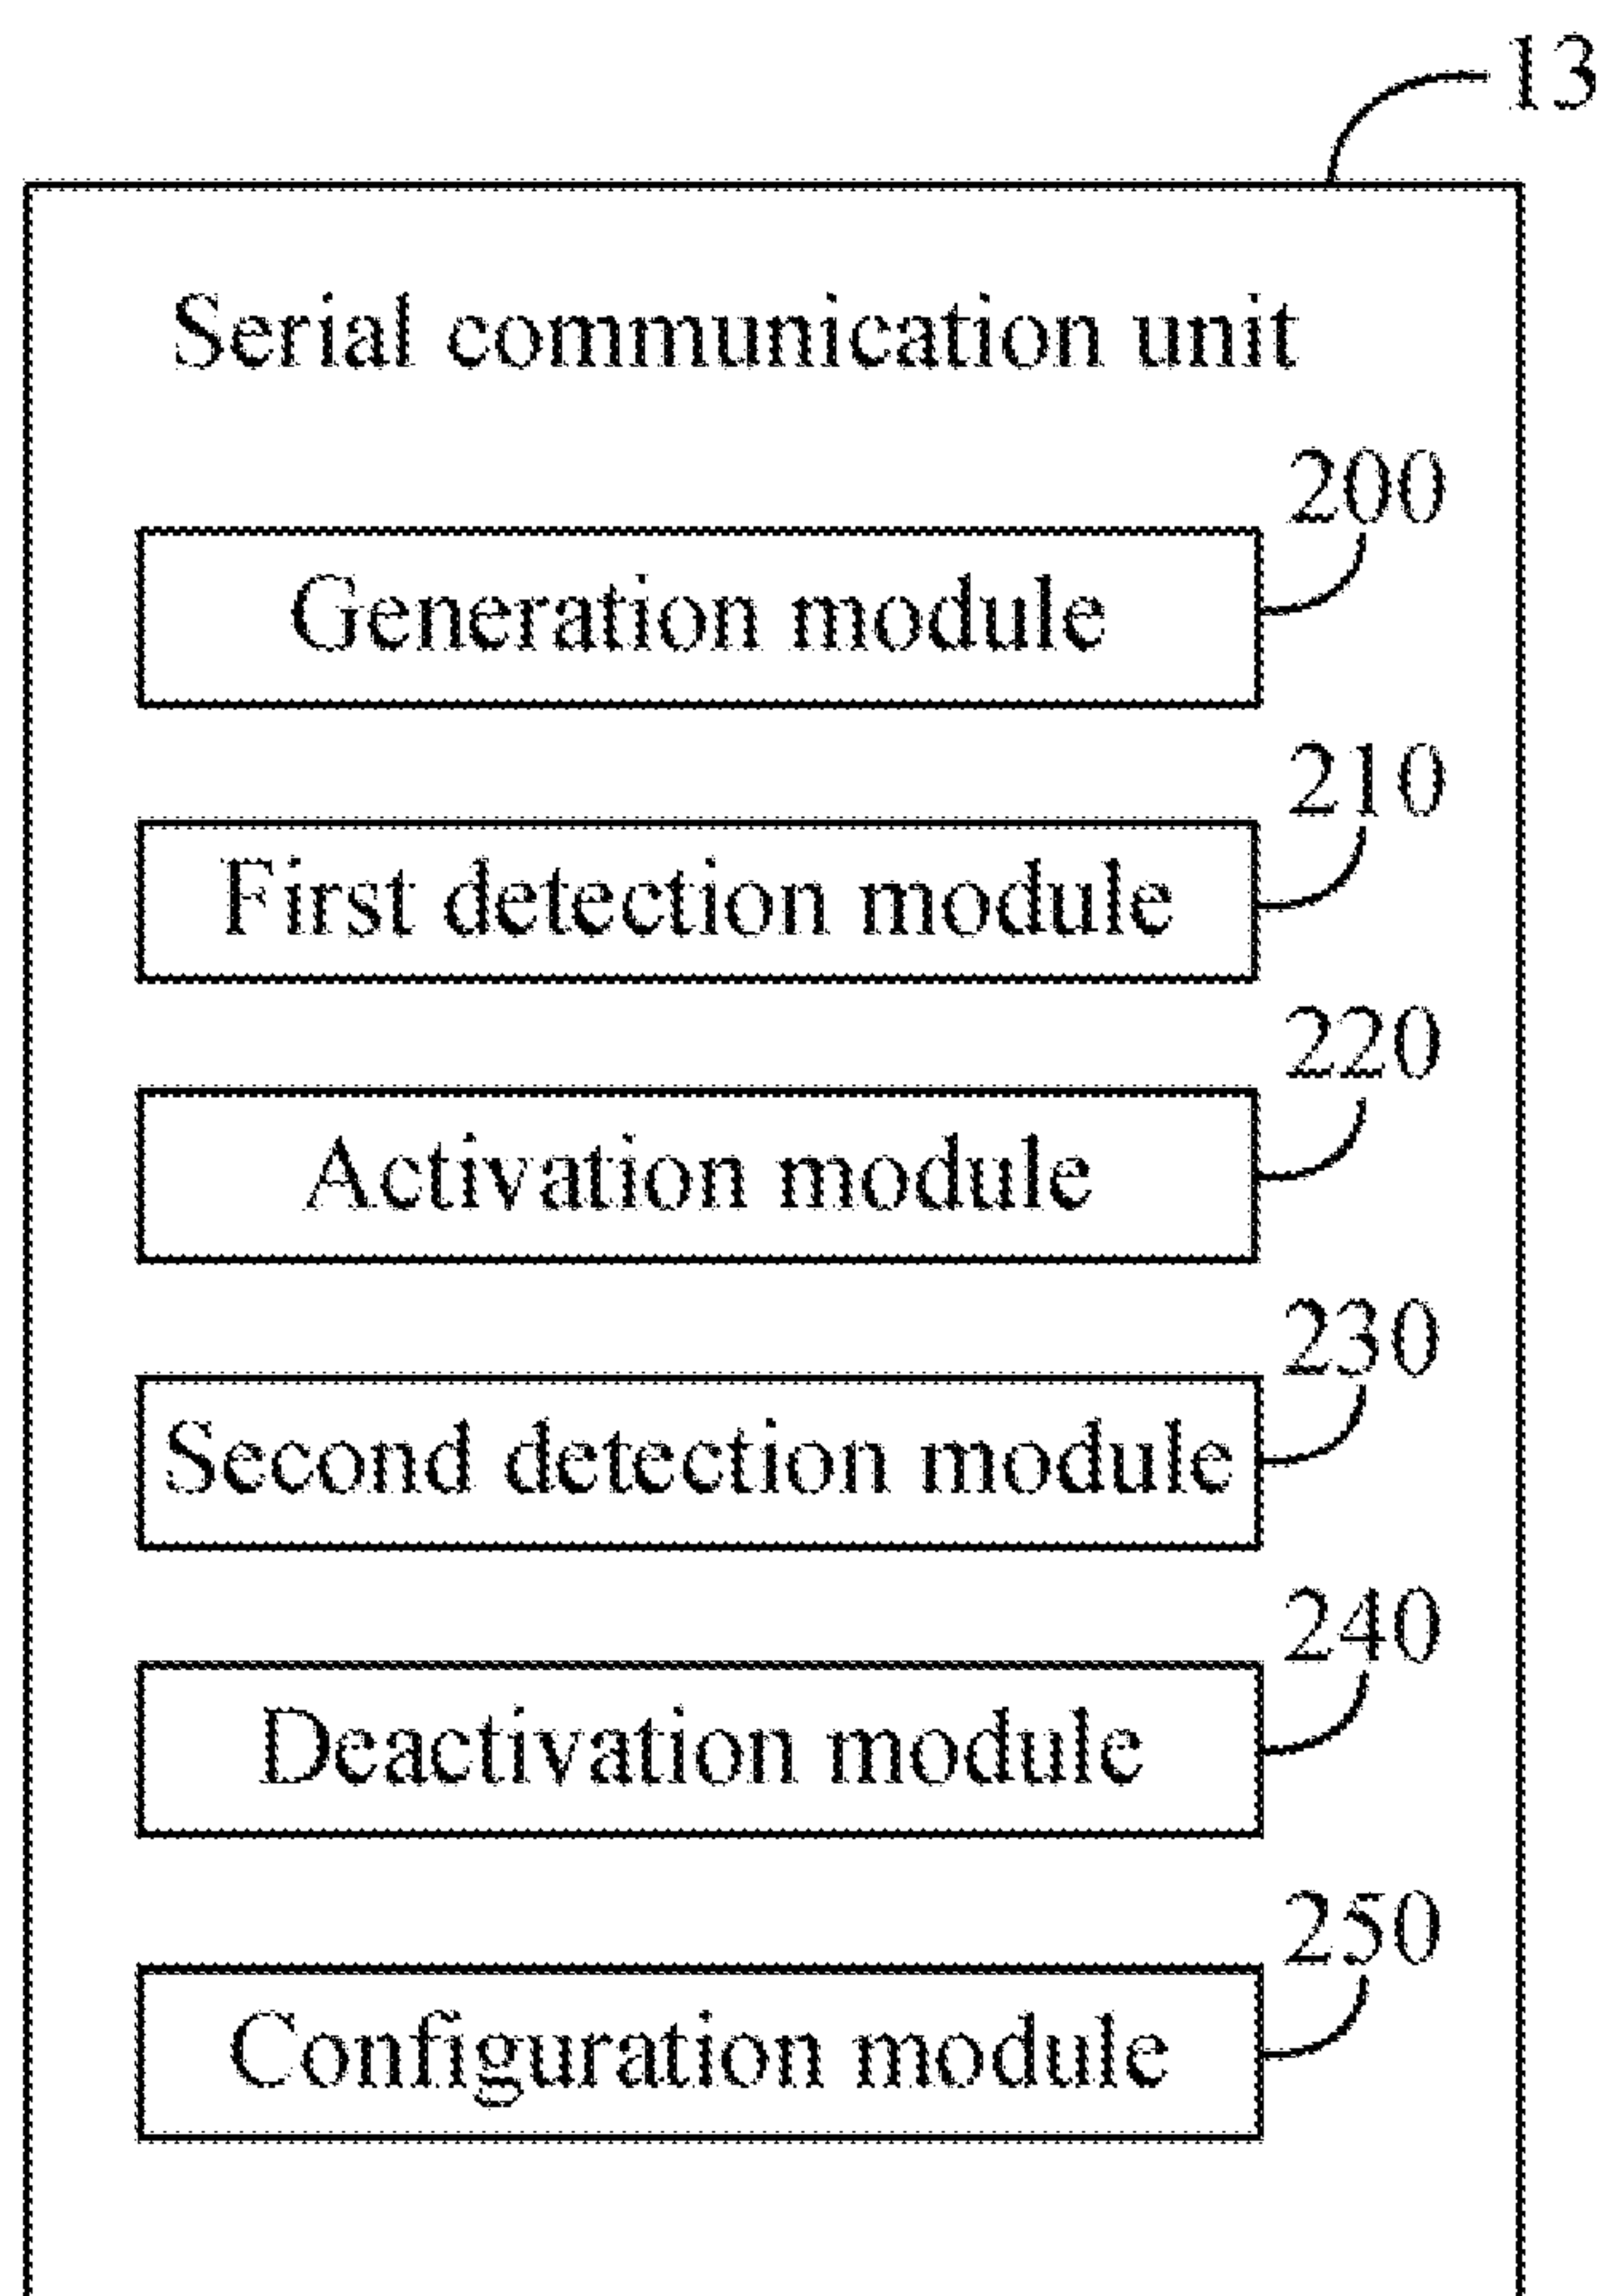 13
Serial communication unit
200
Generation module
210
First detection module
220
Activation module
230
Second detection module
240
Deactivation module
250
Configuration module